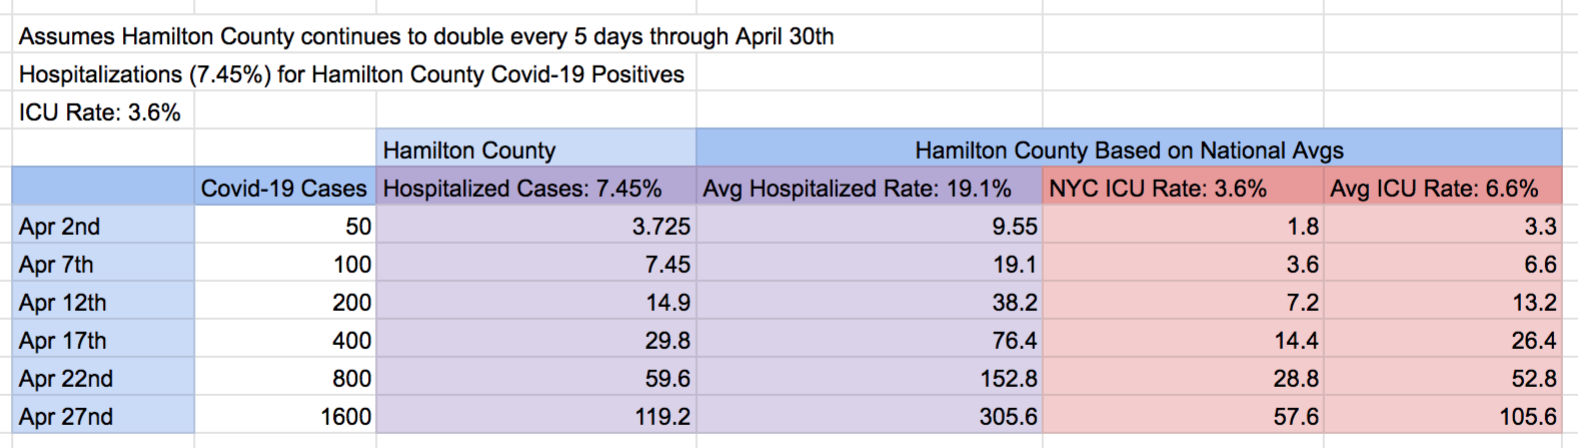 Assumes Hamilton County continues to double every 5 days through April 30th
Hospitalizations (7.45%) for Hamilton County Covid-19 Positives
ICU Rate: 3.6%
Hamilton County Hamilton County Based on National Avgs
Covid-19 Cases Hospitalized Cases: 7.45% Avg Hospitalized Rate: 19.1% NYC ICU Rate: 3.6% Avg ICU Rate: 6.6%
Apr 2nd 50 3.725 9.55 1.8 3.3
Apr 7th 100 7.45 19.1 3.6 6.6
Apr 12th 200 14.9 38.2 7.2 13.2
Apr 17th 400 29.8 76.4 14.4 26.4
Apr 22nd 800 59.6 152.8 28.8 52.8
Apr 27nd 1600 119.2 305.6 57.6 105.6